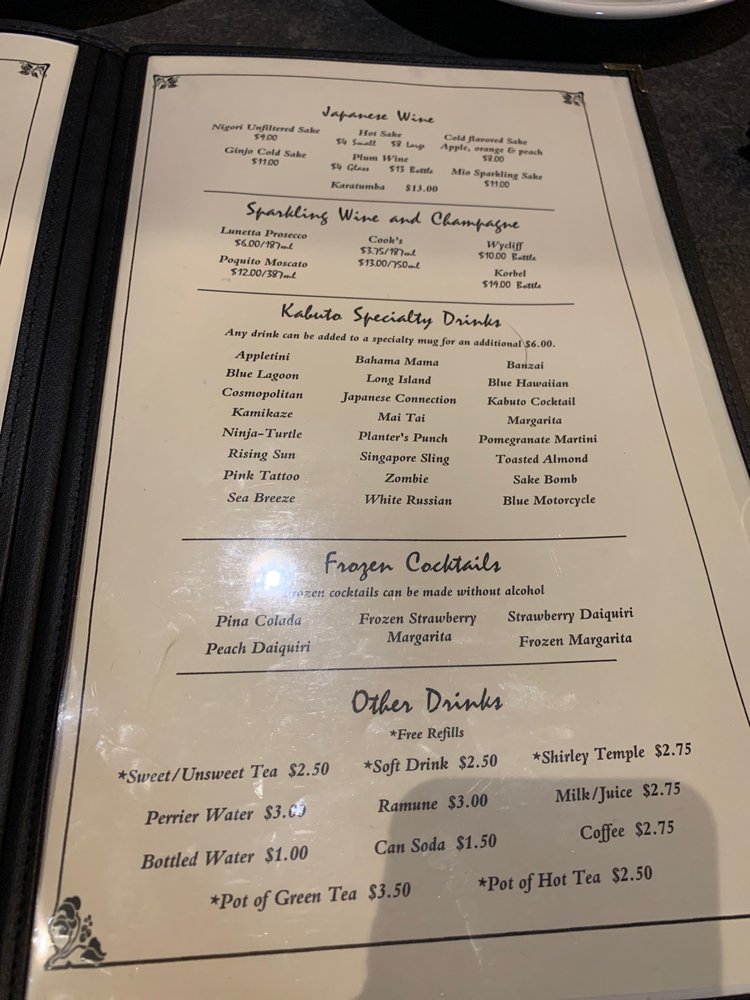 Japanese Wine
Nigori Unfiltered Sake Hot Sake Cold flavored Sake
$9.00 $4 Small $8 Large Apple, orange & peach
Ginjo Cold Sake Plum Wine $8.00
$11.00 $4 Glass $13 Bottle Mio Sparkling Sake
Karatumba $13.00 $11.00
Sparkling Wine and Champagne
Lunetta Prosecco Cook's Wycliff
$6.00/187mL $3.75/187mL $10.00 Bottle
Poquito Moscato $13.00/750mL Korbel
$12.00/387mL $19.00 Bottle
Kabuto Specialty Drinks
Any drink can be added to a specialty mug for an additional $6.00.
Appletini Bahama Mama Banzai
Blue Lagoon Long Island Blue Hawaiian
Cosmopolitan Japanese Connection Kabuto Cocktail
Kamikaze Mai Tai Margarita
Ninja-Turtle Planter's Punch Pomegranate Martini
Rising Sun Singapore Sling Toasted Almond
Pink Tattoo Zombie Sake Bomb
Sea Breeze White Russian Blue Motorcycle
Frozen Cocktails
Frozen cocktails can be made without alcohol
Pina Colada Frozen Strawberry Strawberry Daiquiri
Peach Daiquiri Margarita Frozen Margarita
Other Drinks
*Free Refills
*Sweet/Unsweet Tea $2.50 *Soft Drink $2.50 *Shirley Temple $2.75
Perrier Water $3.00 Ramune $3.00 Milk/Juice $2.75
Bottled Water $1.00 Can Soda $1.50 Coffee $2.75
*Pot of Green Tea $3.50 *Pot of Hot Tea $2.50